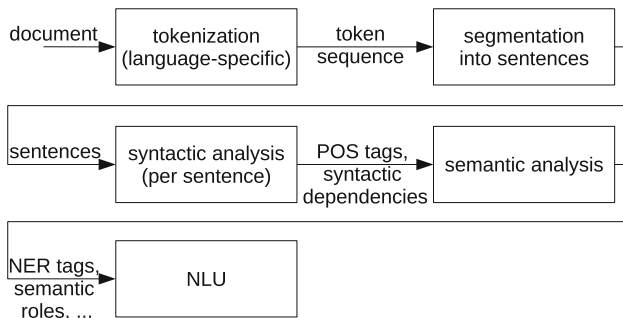 document
tokenization
(language-specific)
token
sequence
segmentation
into sentences
sentences
syntactic analysis
(per sentence)
POS tags,
syntactic
dependencies
semantic analysis
NER tags,
semantic
roles, ...
NLU